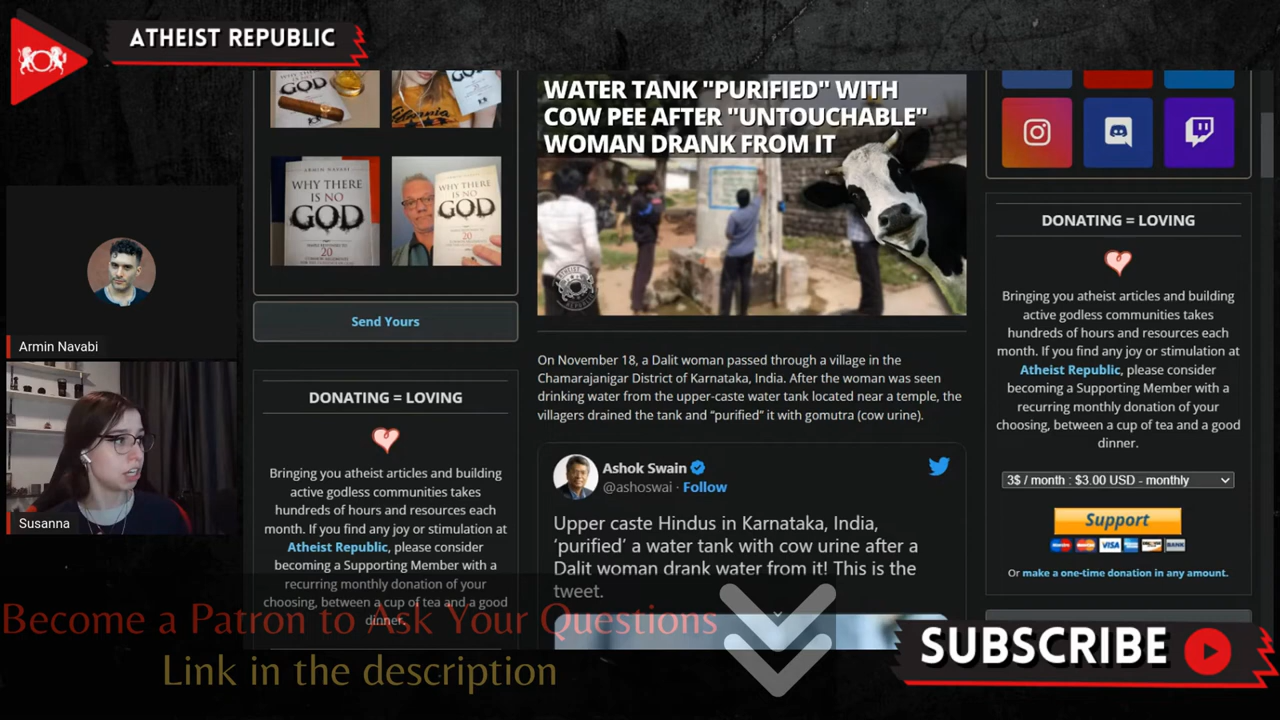 ATHEIST REPUBLIC
WHY THERE
GOD
GOD
ARMIN NAVABI
WHY THERE
IS NO
GOD
20
WHY THERE
IS NO
GOD
20
Send Yours
DONATING = LOVING
Bringing you atheist articles and building
active godless communities takes
hundreds of hours and resources each
month. If you find any joy or stimulation at
Atheist Republic, please consider
becoming a Supporting Member with a
recurring monthly donation of your
choosing, between a cup of tea and a good
dinner.
WATER TANK "PURIFIED" WITH
COW PEE AFTER "UNTOUCHABLE"
WOMAN DRANK FROM IT
On November 18, a Dalit woman passed through a village in the
Chamarajanigar District of Karnataka, India. After the woman was seen
drinking water from the upper-caste water tank located near a temple, the
villagers drained the tank and “purified” it with gomutra (cow urine).
Ashok Swain
@ashoswai · Follow
Upper caste Hindus in Karnataka, India,
‘purified’ a water tank with cow urine after a
Dalit woman drank water from it! This is the
tweet.
DONATING = LOVING
Bringing you atheist articles and building
active godless communities takes
hundreds of hours and resources each
month. If you find any joy or stimulation at
Atheist Republic, please consider
becoming a Supporting Member with a
recurring monthly donation of your
choosing, between a cup of tea and a good
dinner.
3$ / month : $3.00 USD - monthly
Support
VISA
BANK
Or make a one-time donation in any amount.
Armin Navabi
Susanna
Become a Patron to Ask Your Questions
Link in the description
SUBSCRIBE